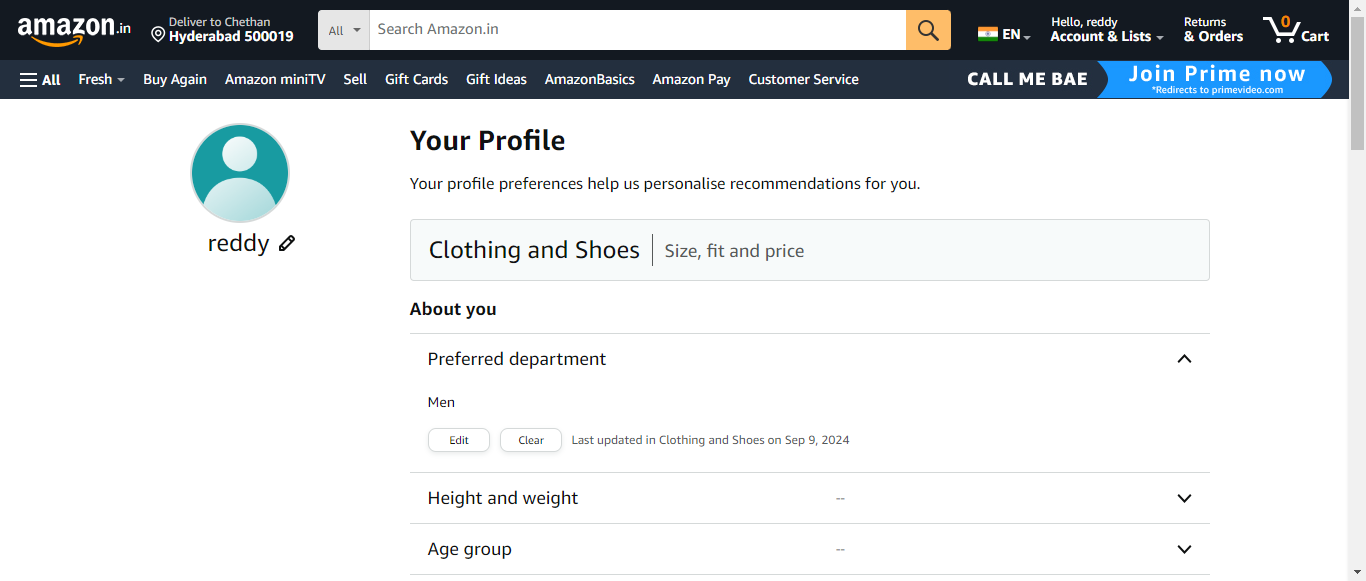 amazon.in
Deliver to Chethan
Hyderabad 500019
All
Search Amazon.in
EN
Hello, reddy
Account & Lists
Returns
& Orders
0
Cart
All
Fresh
Buy Again
Amazon miniTV
Sell
Gift Cards
Gift Ideas
AmazonBasics
Amazon Pay
Customer Service
CALL ME BAE
Join Prime now
*Redirects to primevideo.com
reddy
Your Profile
Your profile preferences help us personalise recommendations for you.
Clothing and Shoes
Size, fit and price
About you
Preferred department
Men
Edit
Clear
Last updated in Clothing and Shoes on Sep 9, 2024
Height and weight
--
Age group
--